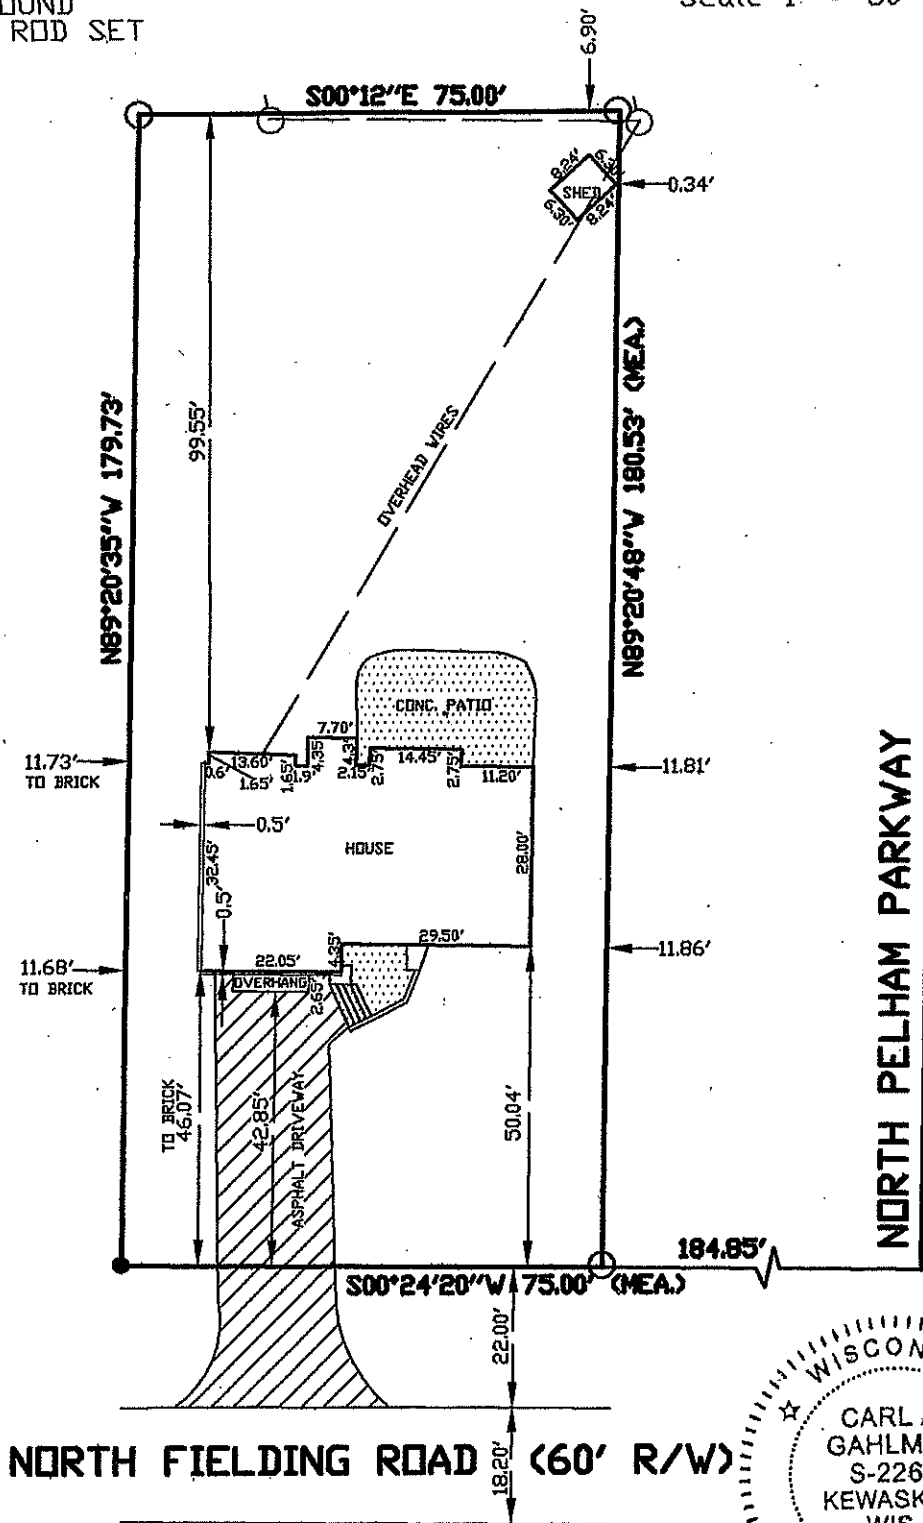 ROD SET
6.90'
S00°12"E 75.00'
8.24'
6.30'
SHED
6.30'
8.24'
0.34'
N89°20'35"W 179.73'
99.55'
OVERHEAD WIRES
N89°20'48"W 180.53' (MEA.)
CONC. PATIO
11.73'
TO BRICK
0.6'
13.60'
1.65'
1.65'
1.9'
4.35'
7.70'
2.15'
2.75'
14.45'
2.75'
11.20'
11.81'
0.5'
HOUSE
32.45'
28.00'
0.5'
4.35'
29.50'
11.86'
11.68'
TO BRICK
22.05'
OVERHANG
2.65'
TO BRICK
46.07'
42.85'
ASPHALT DRIVEWAY
50.04'
NORTH PELHAM PARKWAY
184.85'
S00°24'20"W 75.00' (MEA.)
22.00'
NORTH FIELDING ROAD (60' R/W)
18.20'
WISCON
CARL
GAHLM
S-226
KEWASK
WIS